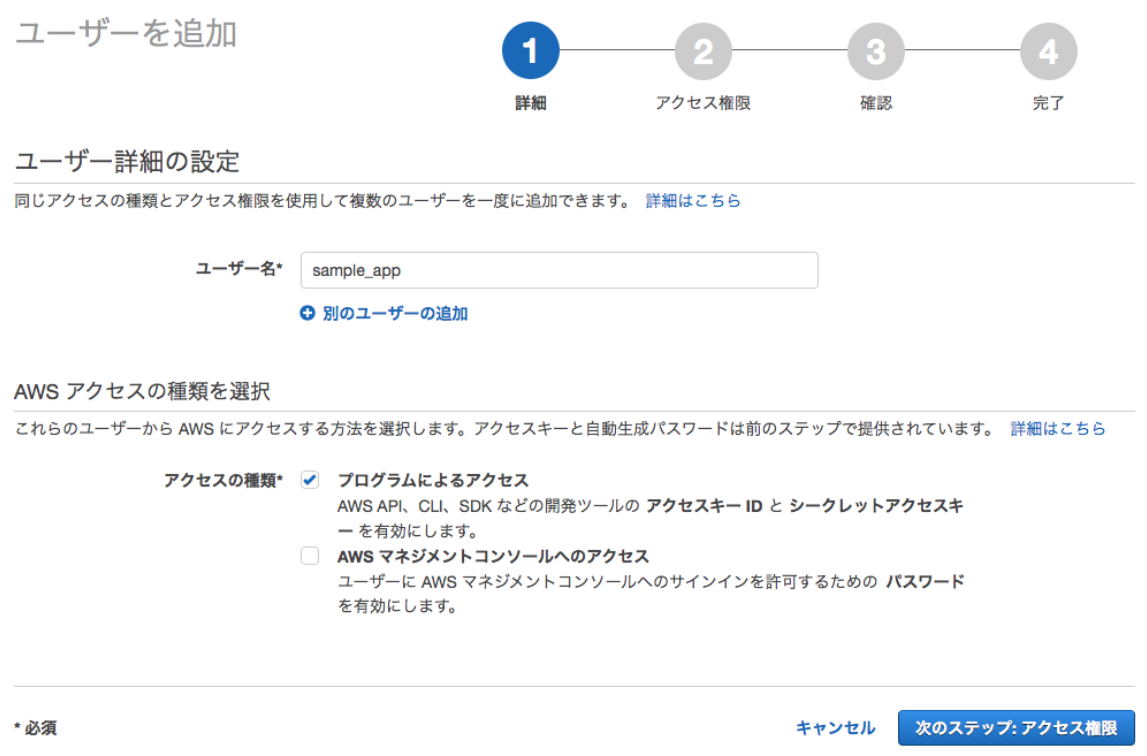 ユーザーを追加
1
2
3
4
詳細
アクセス権限
確認
完了
ユーザー詳細の設定
同じアクセスの種類とアクセス権限を使用して複数のユーザーを一度に追加できます。 詳細はこちら
ユーザー名* sample_app
別のユーザーの追加
AWS アクセスの種類を選択
これらのユーザーから AWS にアクセスする方法を選択します。アクセスキーと自動生成パスワードは前のステップで提供されています。 詳細はこちら
アクセスの種類* プログラムによるアクセス
AWS API、CLI、SDK などの開発ツールの アクセスキー ID と シークレットアクセスキ
ー を有効にします。
AWS マネジメントコンソールへのアクセス
ユーザーに AWS マネジメントコンソールへのサインインを許可するための パスワード
を有効にします。
* 必須
キャンセル
次のステップ: アクセス権限